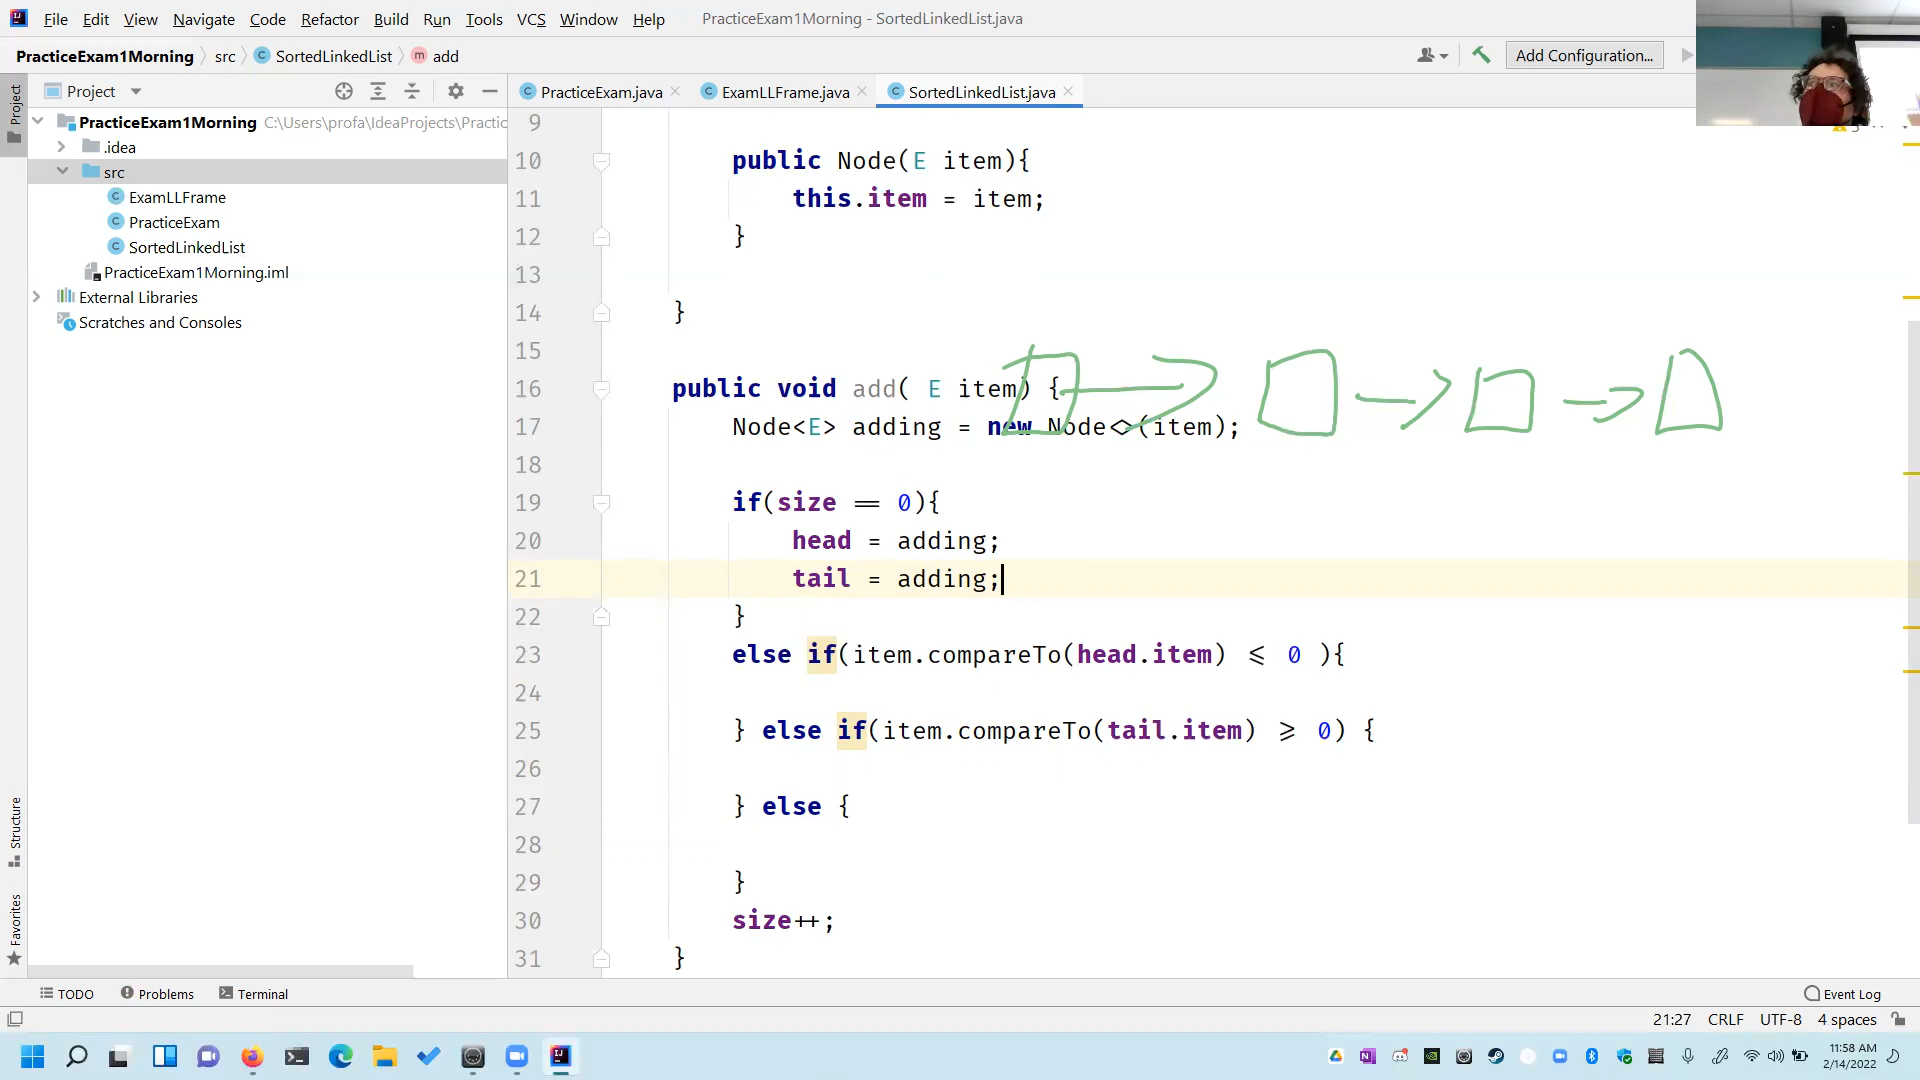 File Edit View Navigate Code Refactor Build Run Tools VCS Window Help PracticeExam1Morning - SortedLinkedList.java
PracticeExam1Morning src SortedLinkedList m add Add Configuration...
Project
PracticeExam.java ExamLLFrame.java SortedLinkedList.java
PracticeExam1Morning C:\Users\profa\IdeaProjects\Practic
.idea
src
ExamLLFrame
PracticeExam
SortedLinkedList
PracticeExam1Morning.iml
External Libraries
Scratches and Consoles
Project
Structure
Favorites
9
10 public Node(E item){
11 this.item = item;
12 }
13
14 }
15
16 public void add( E item) {
17 Node<E> adding = new Node<>(item);
18
19 if(size == 0){
20 head = adding;
21 tail = adding;
22 }
23 else if(item.compareTo(head.item) <= 0 ){
24
25 } else if(item.compareTo(tail.item) >= 0) {
26
27 } else {
28
29 }
30 size++;
31 }
TODO Problems Terminal Event Log
21:27 CRLF UTF-8 4 spaces
11:58 AM
2/14/2022